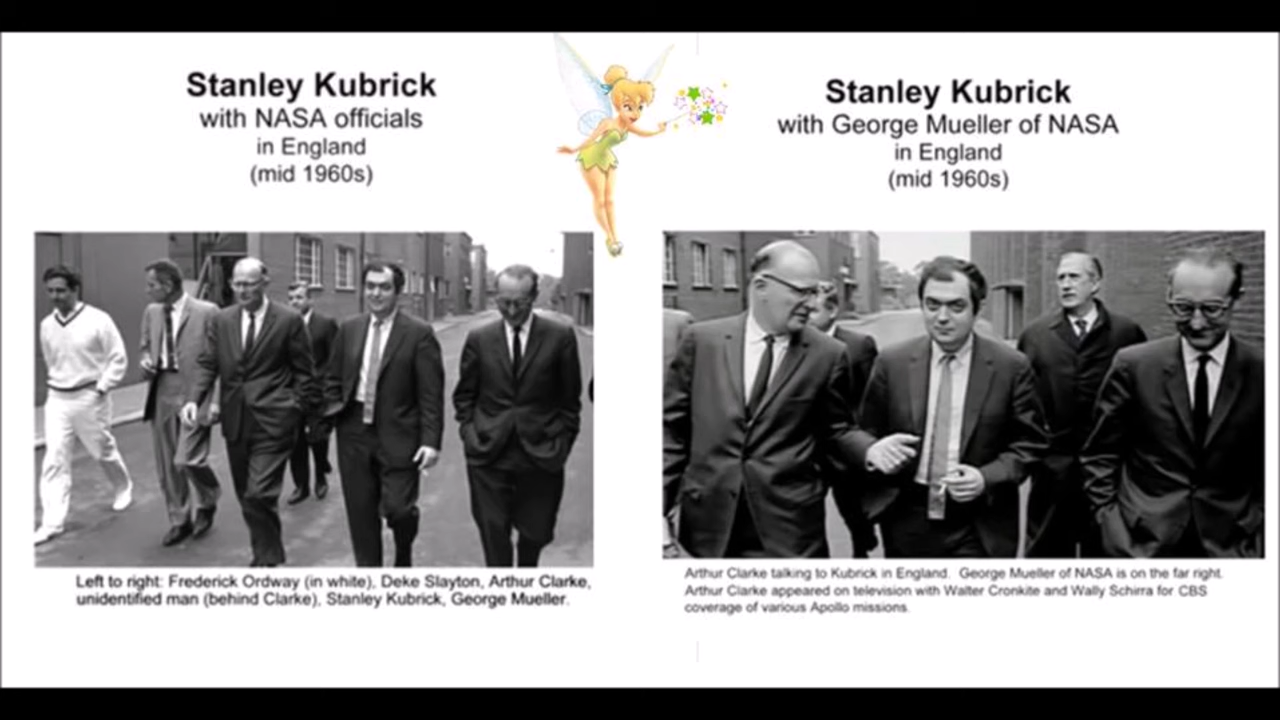 Stanley Kubrick
with NASA officials
in England
(mid 1960s)
Left to right: Frederick Ordway (in white), Deke Slayton, Arthur Clarke,
unidentified man (behind Clarke), Stanley Kubrick, George Mueller.
Stanley Kubrick
with George Mueller of NASA
in England
(mid 1960s)
Arthur Clarke talking to Kubrick in England. George Mueller of NASA is on the far right.
Arthur Clarke appeared on television with Walter Cronkite and Wally Schirra for CBS
coverage of various Apollo missions.